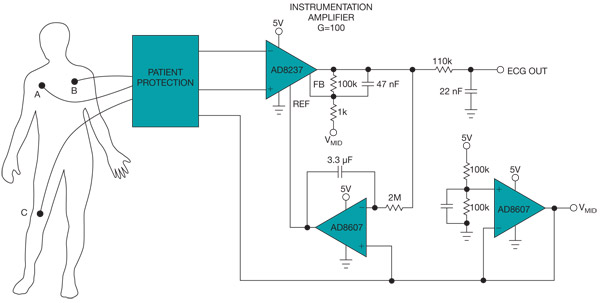 INSTRUMENTATION
AMPLIFIER
G=100
5V
−
AD8237
+
FB
REF
100k
47 nF
1k
VMID
110k
ECG OUT
22 nF
PATIENT
PROTECTION
A
B
C
3.3 µF
5V
2M
−
AD8607
+
5V
100k
100k
5V
+
AD8607
−
VMID